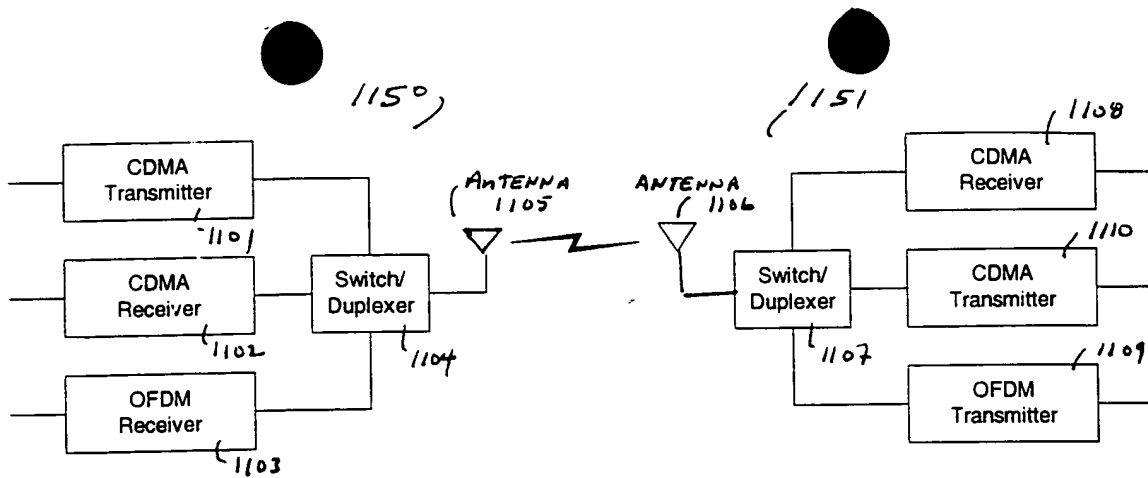 1150
1151
1108
CDMA
Transmitter
1101
ANTENNA
1105
ANTENNA
1106
CDMA
Receiver
CDMA
Receiver
1102
Switch/
Duplexer
1104
Switch/
Duplexer
1107
1110
CDMA
Transmitter
OFDM
Receiver
1103
1109
OFDM
Transmitter